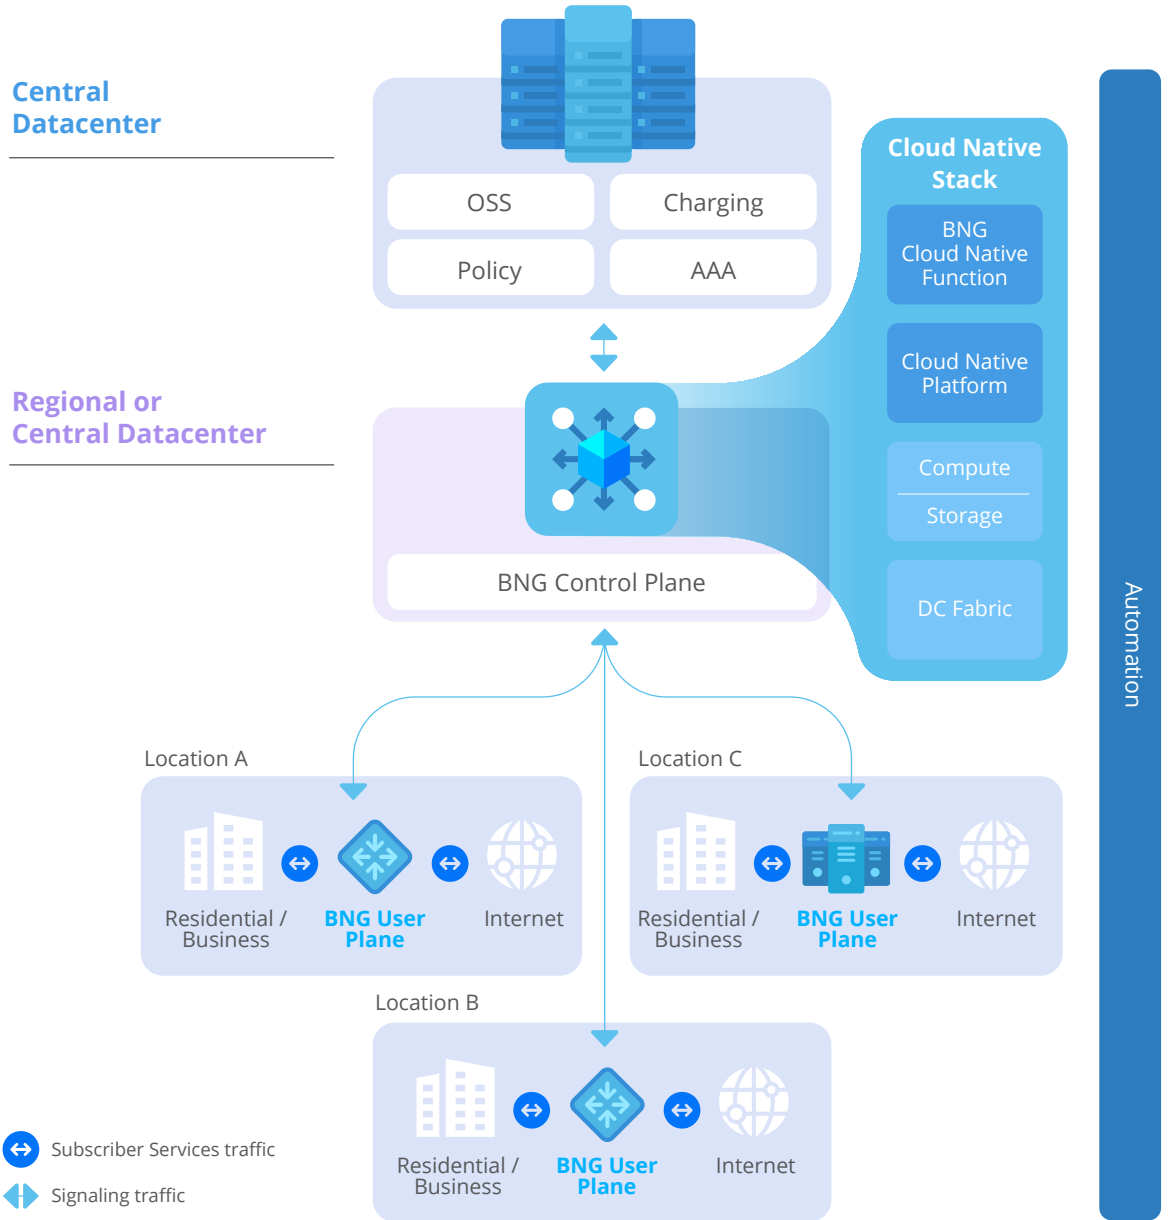 Central
Datacenter
OSS
Charging
Policy
AAA
Cloud Native
Stack
BNG
Cloud Native
Function
Cloud Native
Platform
Compute
Storage
DC Fabric
Automation
Regional or
Central Datacenter
BNG Control Plane
Location A
Residential /
Business
BNG User
Plane
Internet
Location C
Residential /
Business
BNG User
Plane
Internet
Location B
Residential /
Business
BNG User
Plane
Internet
Subscriber Services traffic
Signaling traffic